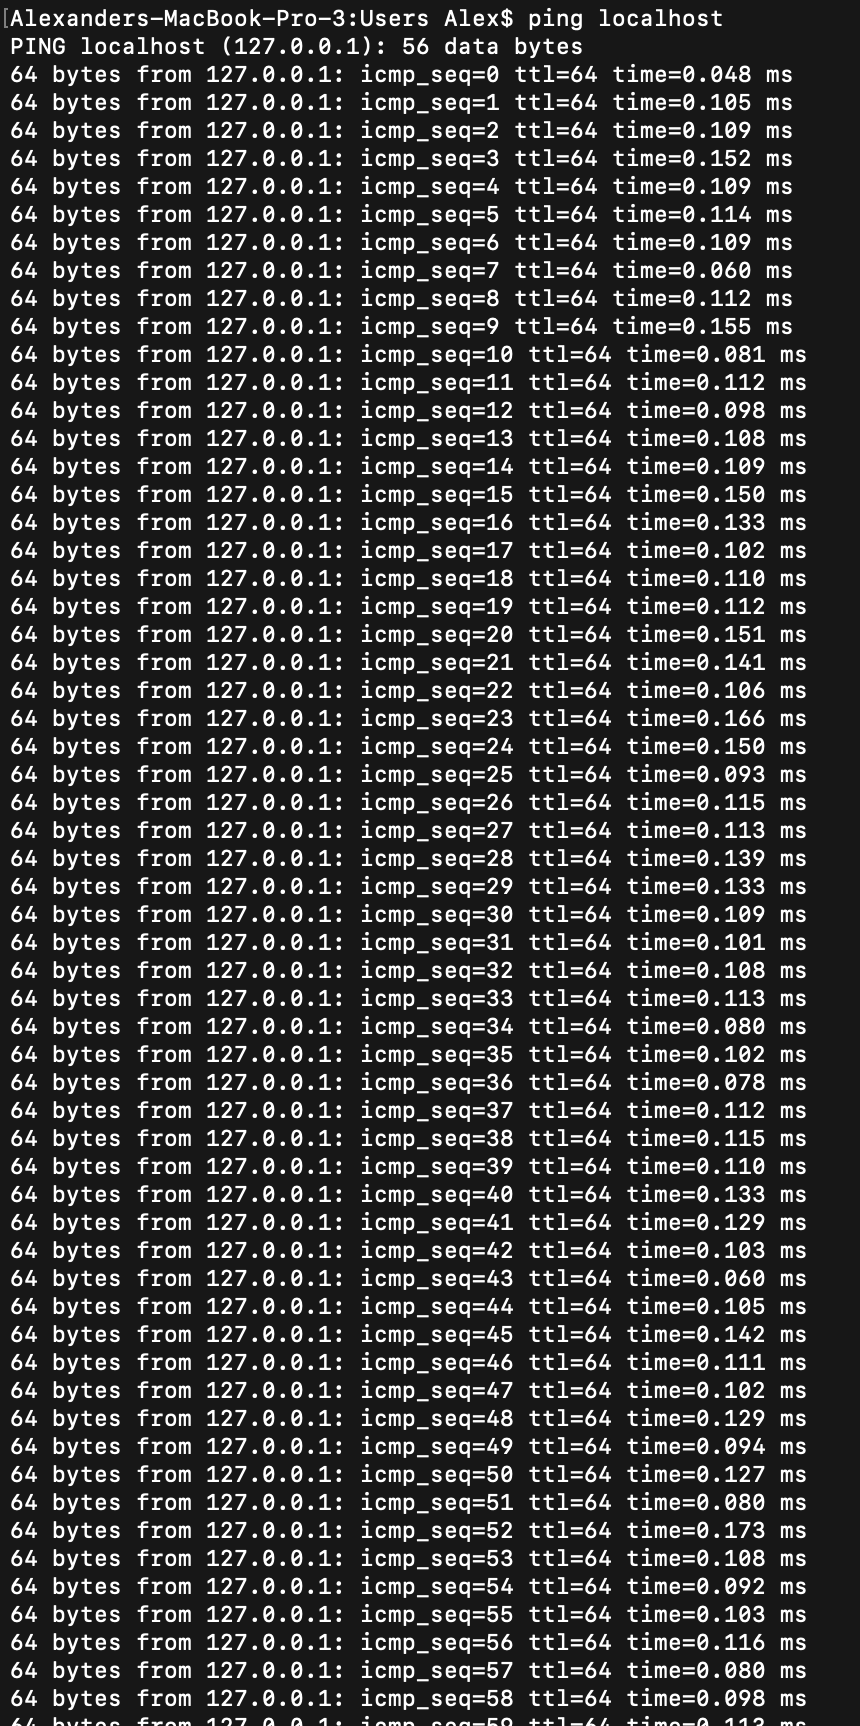 [Alexanders-MacBook-Pro-3:Users Alex$ ping localhost
PING localhost (127.0.0.1): 56 data bytes
64 bytes from 127.0.0.1: icmp_seq=0 ttl=64 time=0.048 ms
64 bytes from 127.0.0.1: icmp_seq=1 ttl=64 time=0.105 ms
64 bytes from 127.0.0.1: icmp_seq=2 ttl=64 time=0.109 ms
64 bytes from 127.0.0.1: icmp_seq=3 ttl=64 time=0.152 ms
64 bytes from 127.0.0.1: icmp_seq=4 ttl=64 time=0.109 ms
64 bytes from 127.0.0.1: icmp_seq=5 ttl=64 time=0.114 ms
64 bytes from 127.0.0.1: icmp_seq=6 ttl=64 time=0.109 ms
64 bytes from 127.0.0.1: icmp_seq=7 ttl=64 time=0.060 ms
64 bytes from 127.0.0.1: icmp_seq=8 ttl=64 time=0.112 ms
64 bytes from 127.0.0.1: icmp_seq=9 ttl=64 time=0.155 ms
64 bytes from 127.0.0.1: icmp_seq=10 ttl=64 time=0.081 ms
64 bytes from 127.0.0.1: icmp_seq=11 ttl=64 time=0.112 ms
64 bytes from 127.0.0.1: icmp_seq=12 ttl=64 time=0.098 ms
64 bytes from 127.0.0.1: icmp_seq=13 ttl=64 time=0.108 ms
64 bytes from 127.0.0.1: icmp_seq=14 ttl=64 time=0.109 ms
64 bytes from 127.0.0.1: icmp_seq=15 ttl=64 time=0.150 ms
64 bytes from 127.0.0.1: icmp_seq=16 ttl=64 time=0.133 ms
64 bytes from 127.0.0.1: icmp_seq=17 ttl=64 time=0.102 ms
64 bytes from 127.0.0.1: icmp_seq=18 ttl=64 time=0.110 ms
64 bytes from 127.0.0.1: icmp_seq=19 ttl=64 time=0.112 ms
64 bytes from 127.0.0.1: icmp_seq=20 ttl=64 time=0.151 ms
64 bytes from 127.0.0.1: icmp_seq=21 ttl=64 time=0.141 ms
64 bytes from 127.0.0.1: icmp_seq=22 ttl=64 time=0.106 ms
64 bytes from 127.0.0.1: icmp_seq=23 ttl=64 time=0.166 ms
64 bytes from 127.0.0.1: icmp_seq=24 ttl=64 time=0.150 ms
64 bytes from 127.0.0.1: icmp_seq=25 ttl=64 time=0.093 ms
64 bytes from 127.0.0.1: icmp_seq=26 ttl=64 time=0.115 ms
64 bytes from 127.0.0.1: icmp_seq=27 ttl=64 time=0.113 ms
64 bytes from 127.0.0.1: icmp_seq=28 ttl=64 time=0.139 ms
64 bytes from 127.0.0.1: icmp_seq=29 ttl=64 time=0.133 ms
64 bytes from 127.0.0.1: icmp_seq=30 ttl=64 time=0.109 ms
64 bytes from 127.0.0.1: icmp_seq=31 ttl=64 time=0.101 ms
64 bytes from 127.0.0.1: icmp_seq=32 ttl=64 time=0.108 ms
64 bytes from 127.0.0.1: icmp_seq=33 ttl=64 time=0.113 ms
64 bytes from 127.0.0.1: icmp_seq=34 ttl=64 time=0.080 ms
64 bytes from 127.0.0.1: icmp_seq=35 ttl=64 time=0.102 ms
64 bytes from 127.0.0.1: icmp_seq=36 ttl=64 time=0.078 ms
64 bytes from 127.0.0.1: icmp_seq=37 ttl=64 time=0.112 ms
64 bytes from 127.0.0.1: icmp_seq=38 ttl=64 time=0.115 ms
64 bytes from 127.0.0.1: icmp_seq=39 ttl=64 time=0.110 ms
64 bytes from 127.0.0.1: icmp_seq=40 ttl=64 time=0.133 ms
64 bytes from 127.0.0.1: icmp_seq=41 ttl=64 time=0.129 ms
64 bytes from 127.0.0.1: icmp_seq=42 ttl=64 time=0.103 ms
64 bytes from 127.0.0.1: icmp_seq=43 ttl=64 time=0.060 ms
64 bytes from 127.0.0.1: icmp_seq=44 ttl=64 time=0.105 ms
64 bytes from 127.0.0.1: icmp_seq=45 ttl=64 time=0.142 ms
64 bytes from 127.0.0.1: icmp_seq=46 ttl=64 time=0.111 ms
64 bytes from 127.0.0.1: icmp_seq=47 ttl=64 time=0.102 ms
64 bytes from 127.0.0.1: icmp_seq=48 ttl=64 time=0.129 ms
64 bytes from 127.0.0.1: icmp_seq=49 ttl=64 time=0.094 ms
64 bytes from 127.0.0.1: icmp_seq=50 ttl=64 time=0.127 ms
64 bytes from 127.0.0.1: icmp_seq=51 ttl=64 time=0.080 ms
64 bytes from 127.0.0.1: icmp_seq=52 ttl=64 time=0.173 ms
64 bytes from 127.0.0.1: icmp_seq=53 ttl=64 time=0.108 ms
64 bytes from 127.0.0.1: icmp_seq=54 ttl=64 time=0.092 ms
64 bytes from 127.0.0.1: icmp_seq=55 ttl=64 time=0.103 ms
64 bytes from 127.0.0.1: icmp_seq=56 ttl=64 time=0.116 ms
64 bytes from 127.0.0.1: icmp_seq=57 ttl=64 time=0.080 ms
64 bytes from 127.0.0.1: icmp_seq=58 ttl=64 time=0.098 ms
64 bytes from 127.0.0.1: icmp_seq=59 ttl=64 ms